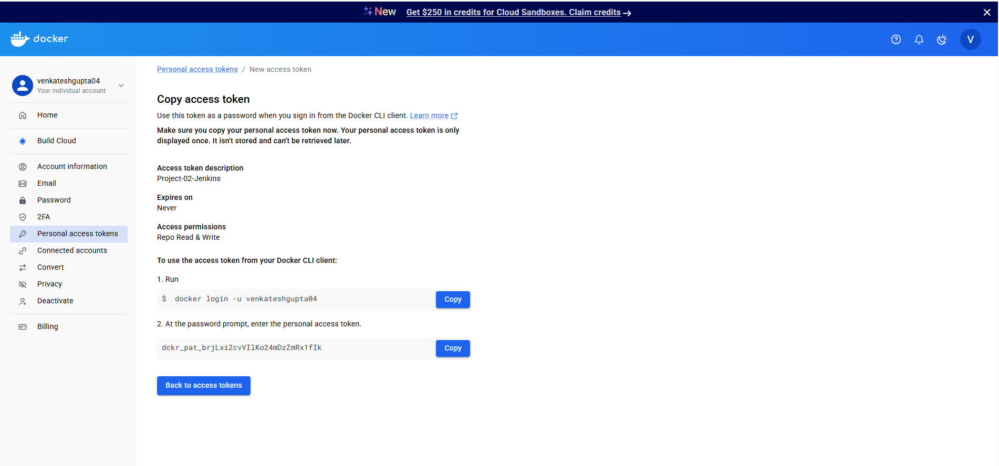 New Get $250 in credits for Cloud Sandboxes. Claim credits →
docker
V
venkateshgupta04
Your individual account
Home
Build Cloud
Account information
Email
Password
2FA
Personal access tokens
Connected accounts
Convert
Privacy
Deactivate
Billing
Personal access tokens / New access token
Copy access token
Use this token as a password when you sign in from the Docker CLI client. Learn more
Make sure you copy your personal access token now. Your personal access token is only
displayed once. It isn't stored and can't be retrieved later.
Access token description
Project-02-Jenkins
Expires on
Never
Access permissions
Repo Read & Write
To use the access token from your Docker CLI client:
1. Run
$ docker login -u venkateshgupta04
Copy
2. At the password prompt, enter the personal access token.
dckr_pat_brjLxi2cvVIlKo24mDzZmRx1fIk
Copy
Back to access tokens